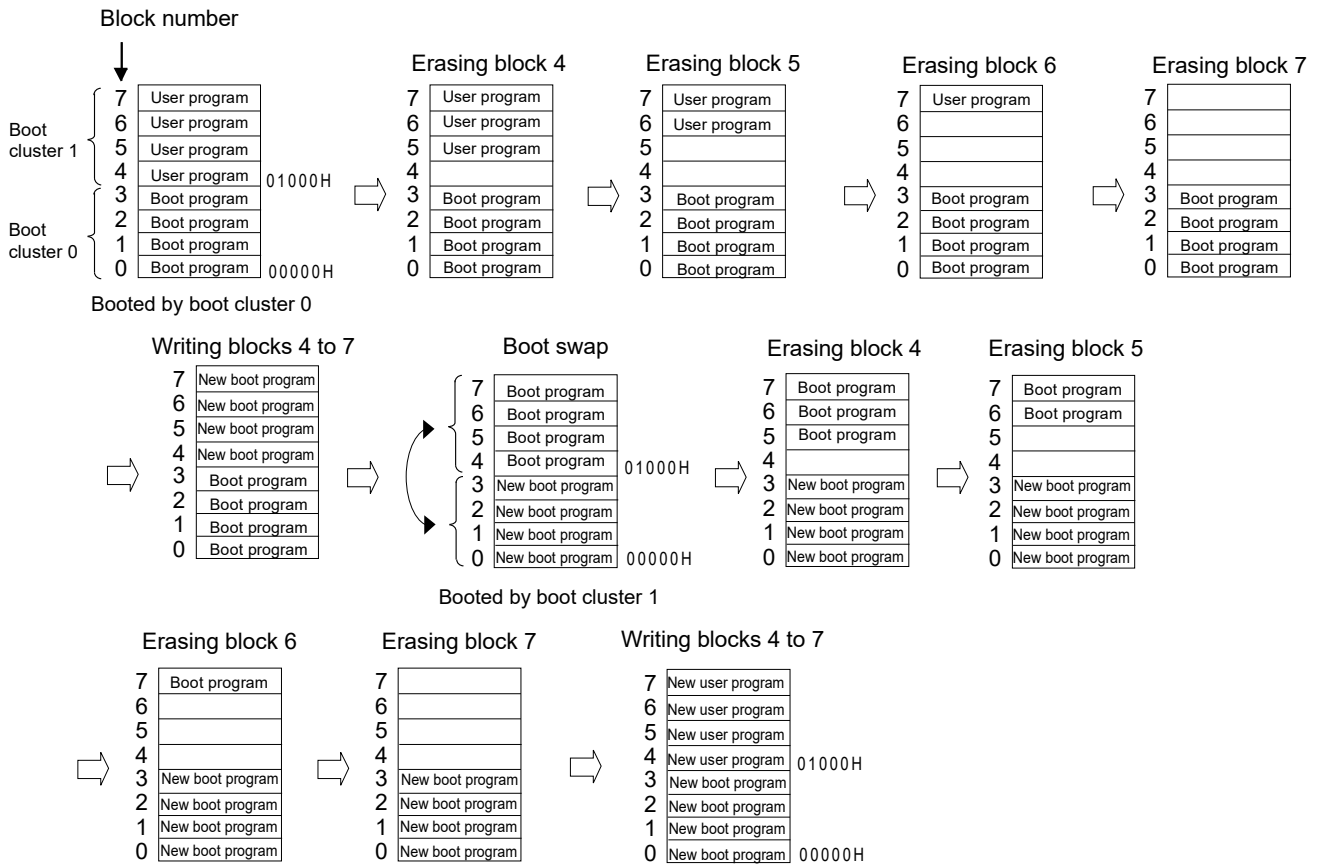 Block number
7 User program
6 User program
5 User program
4 User program
3 Boot program
2 Boot program
1 Boot program
0 Boot program
Boot
cluster 1
Boot
cluster 0
01000H
00000H
Booted by boot cluster 0
Erasing block 4
7 User program
6 User program
5 User program
4
3 Boot program
2 Boot program
1 Boot program
0 Boot program
Erasing block 5
7 User program
6 User program
5
4
3 Boot program
2 Boot program
1 Boot program
0 Boot program
Erasing block 6
7 User program
6
5
4
3 Boot program
2 Boot program
1 Boot program
0 Boot program
Erasing block 7
7
6
5
4
3 Boot program
2 Boot program
1 Boot program
0 Boot program
Writing blocks 4 to 7
7 New boot program
6 New boot program
5 New boot program
4 New boot program
3 Boot program
2 Boot program
1 Boot program
0 Boot program
Boot swap
7 Boot program
6 Boot program
5 Boot program
4 Boot program
01000H
3 New boot program
2 New boot program
1 New boot program
0 New boot program
00000H
Booted by boot cluster 1
Erasing block 4
7 Boot program
6 Boot program
5 Boot program
4
3 New boot program
2 New boot program
1 New boot program
0 New boot program
Erasing block 5
7 Boot program
6 Boot program
5
4
3 New boot program
2 New boot program
1 New boot program
0 New boot program
Erasing block 6
7 Boot program
6
5
4
3 New boot program
2 New boot program
1 New boot program
0 New boot program
Erasing block 7
7
6
5
4
3 New boot program
2 New boot program
1 New boot program
0 New boot program
Writing blocks 4 to 7
7 New user program
6 New user program
5 New user program
4 New user program
01000H
3 New boot program
2 New boot program
1 New boot program
0 New boot program
00000H